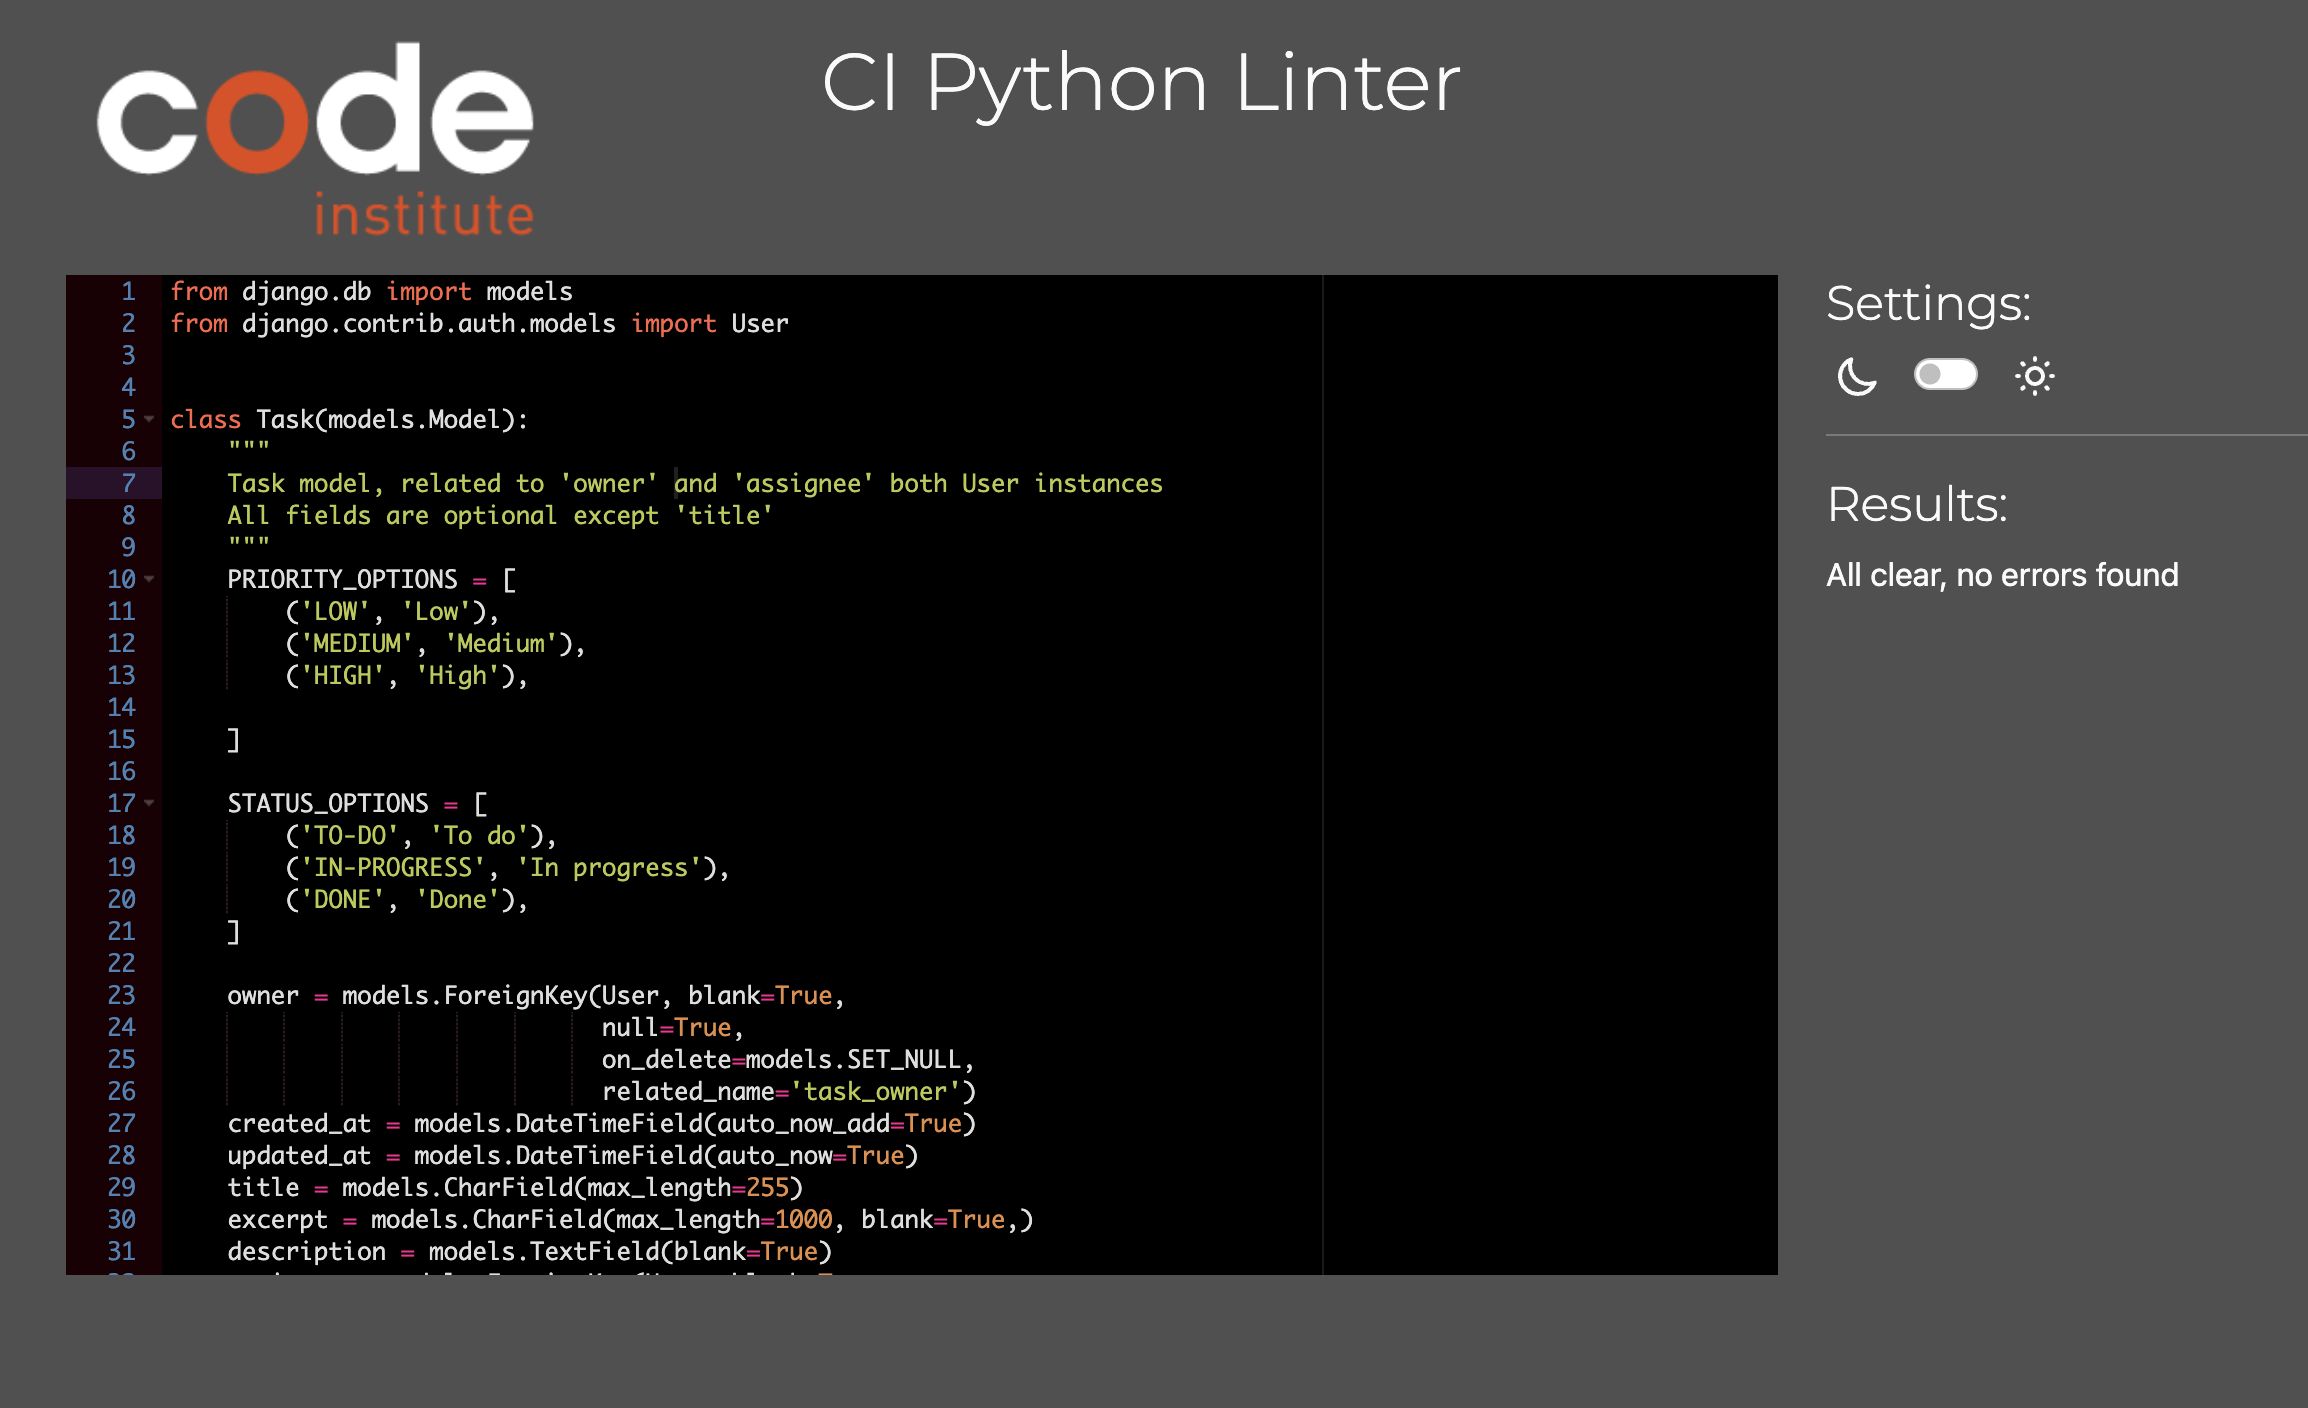 code
institute
CI Python Linter
1 from django.db import models
2 from django.contrib.auth.models import User
3
4
5 class Task(models.Model):
6     """
7     Task model, related to 'owner' and 'assignee' both User instances
8     All fields are optional except 'title'
9     """
10     PRIORITY_OPTIONS = [
11         ('LOW', 'Low'),
12         ('MEDIUM', 'Medium'),
13         ('HIGH', 'High'),
14
15     ]
16
17     STATUS_OPTIONS = [
18         ('TO-DO', 'To do'),
19         ('IN-PROGRESS', 'In progress'),
20         ('DONE', 'Done'),
21     ]
22
23     owner = models.ForeignKey(User, blank=True,
24                               null=True,
25                               on_delete=models.SET_NULL,
26                               related_name='task_owner')
27     created_at = models.DateTimeField(auto_now_add=True)
28     updated_at = models.DateTimeField(auto_now=True)
29     title = models.CharField(max_length=255)
30     excerpt = models.CharField(max_length=1000, blank=True,)
31     description = models.TextField(blank=True)
Settings:
Results:
All clear, no errors found